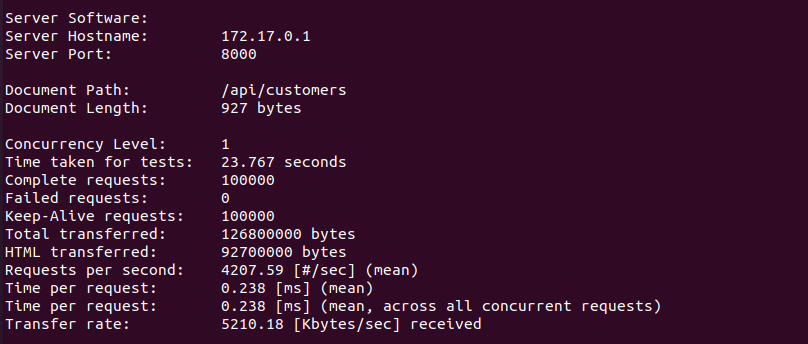 Server Software:
Server Hostname:        172.17.0.1
Server Port:            8000
Document Path:          /api/customers
Document Length:        927 bytes
Concurrency Level:      1
Time taken for tests:   23.767 seconds
Complete requests:      100000
Failed requests:        0
Keep-Alive requests:    100000
Total transferred:      126800000 bytes
HTML transferred:       92700000 bytes
Requests per second:    4207.59 [#/sec] (mean)
Time per request:       0.238 [ms] (mean)
Time per request:       0.238 [ms] (mean, across all concurrent requests)
Transfer rate:          5210.18 [Kbytes/sec] received